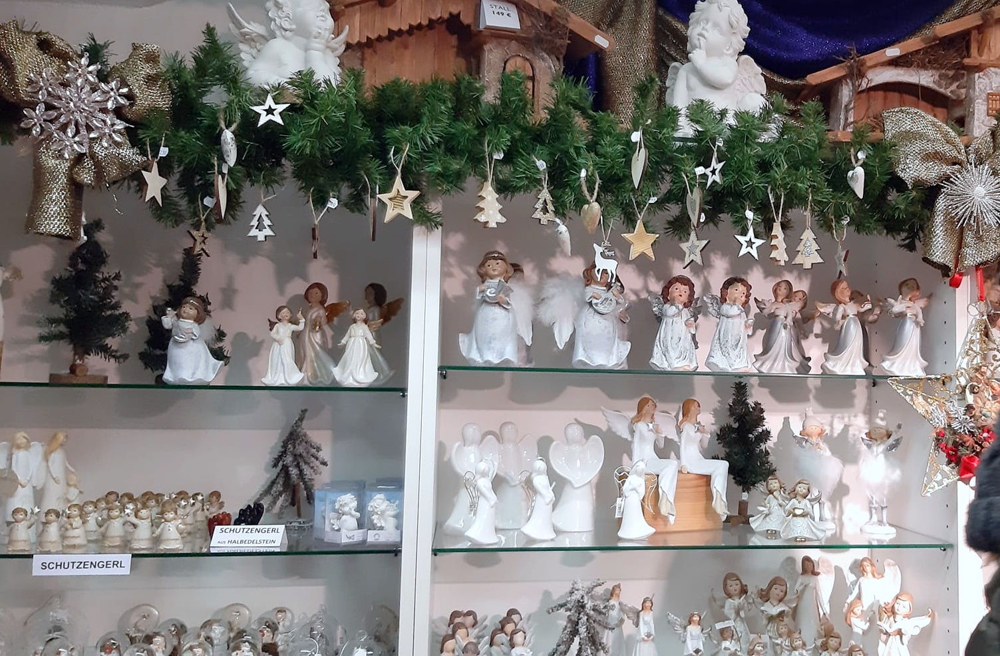 STALL
149 €
SCHUTZENGERL
AUS HALBEDELSTEIN
SCHUTZENGERL